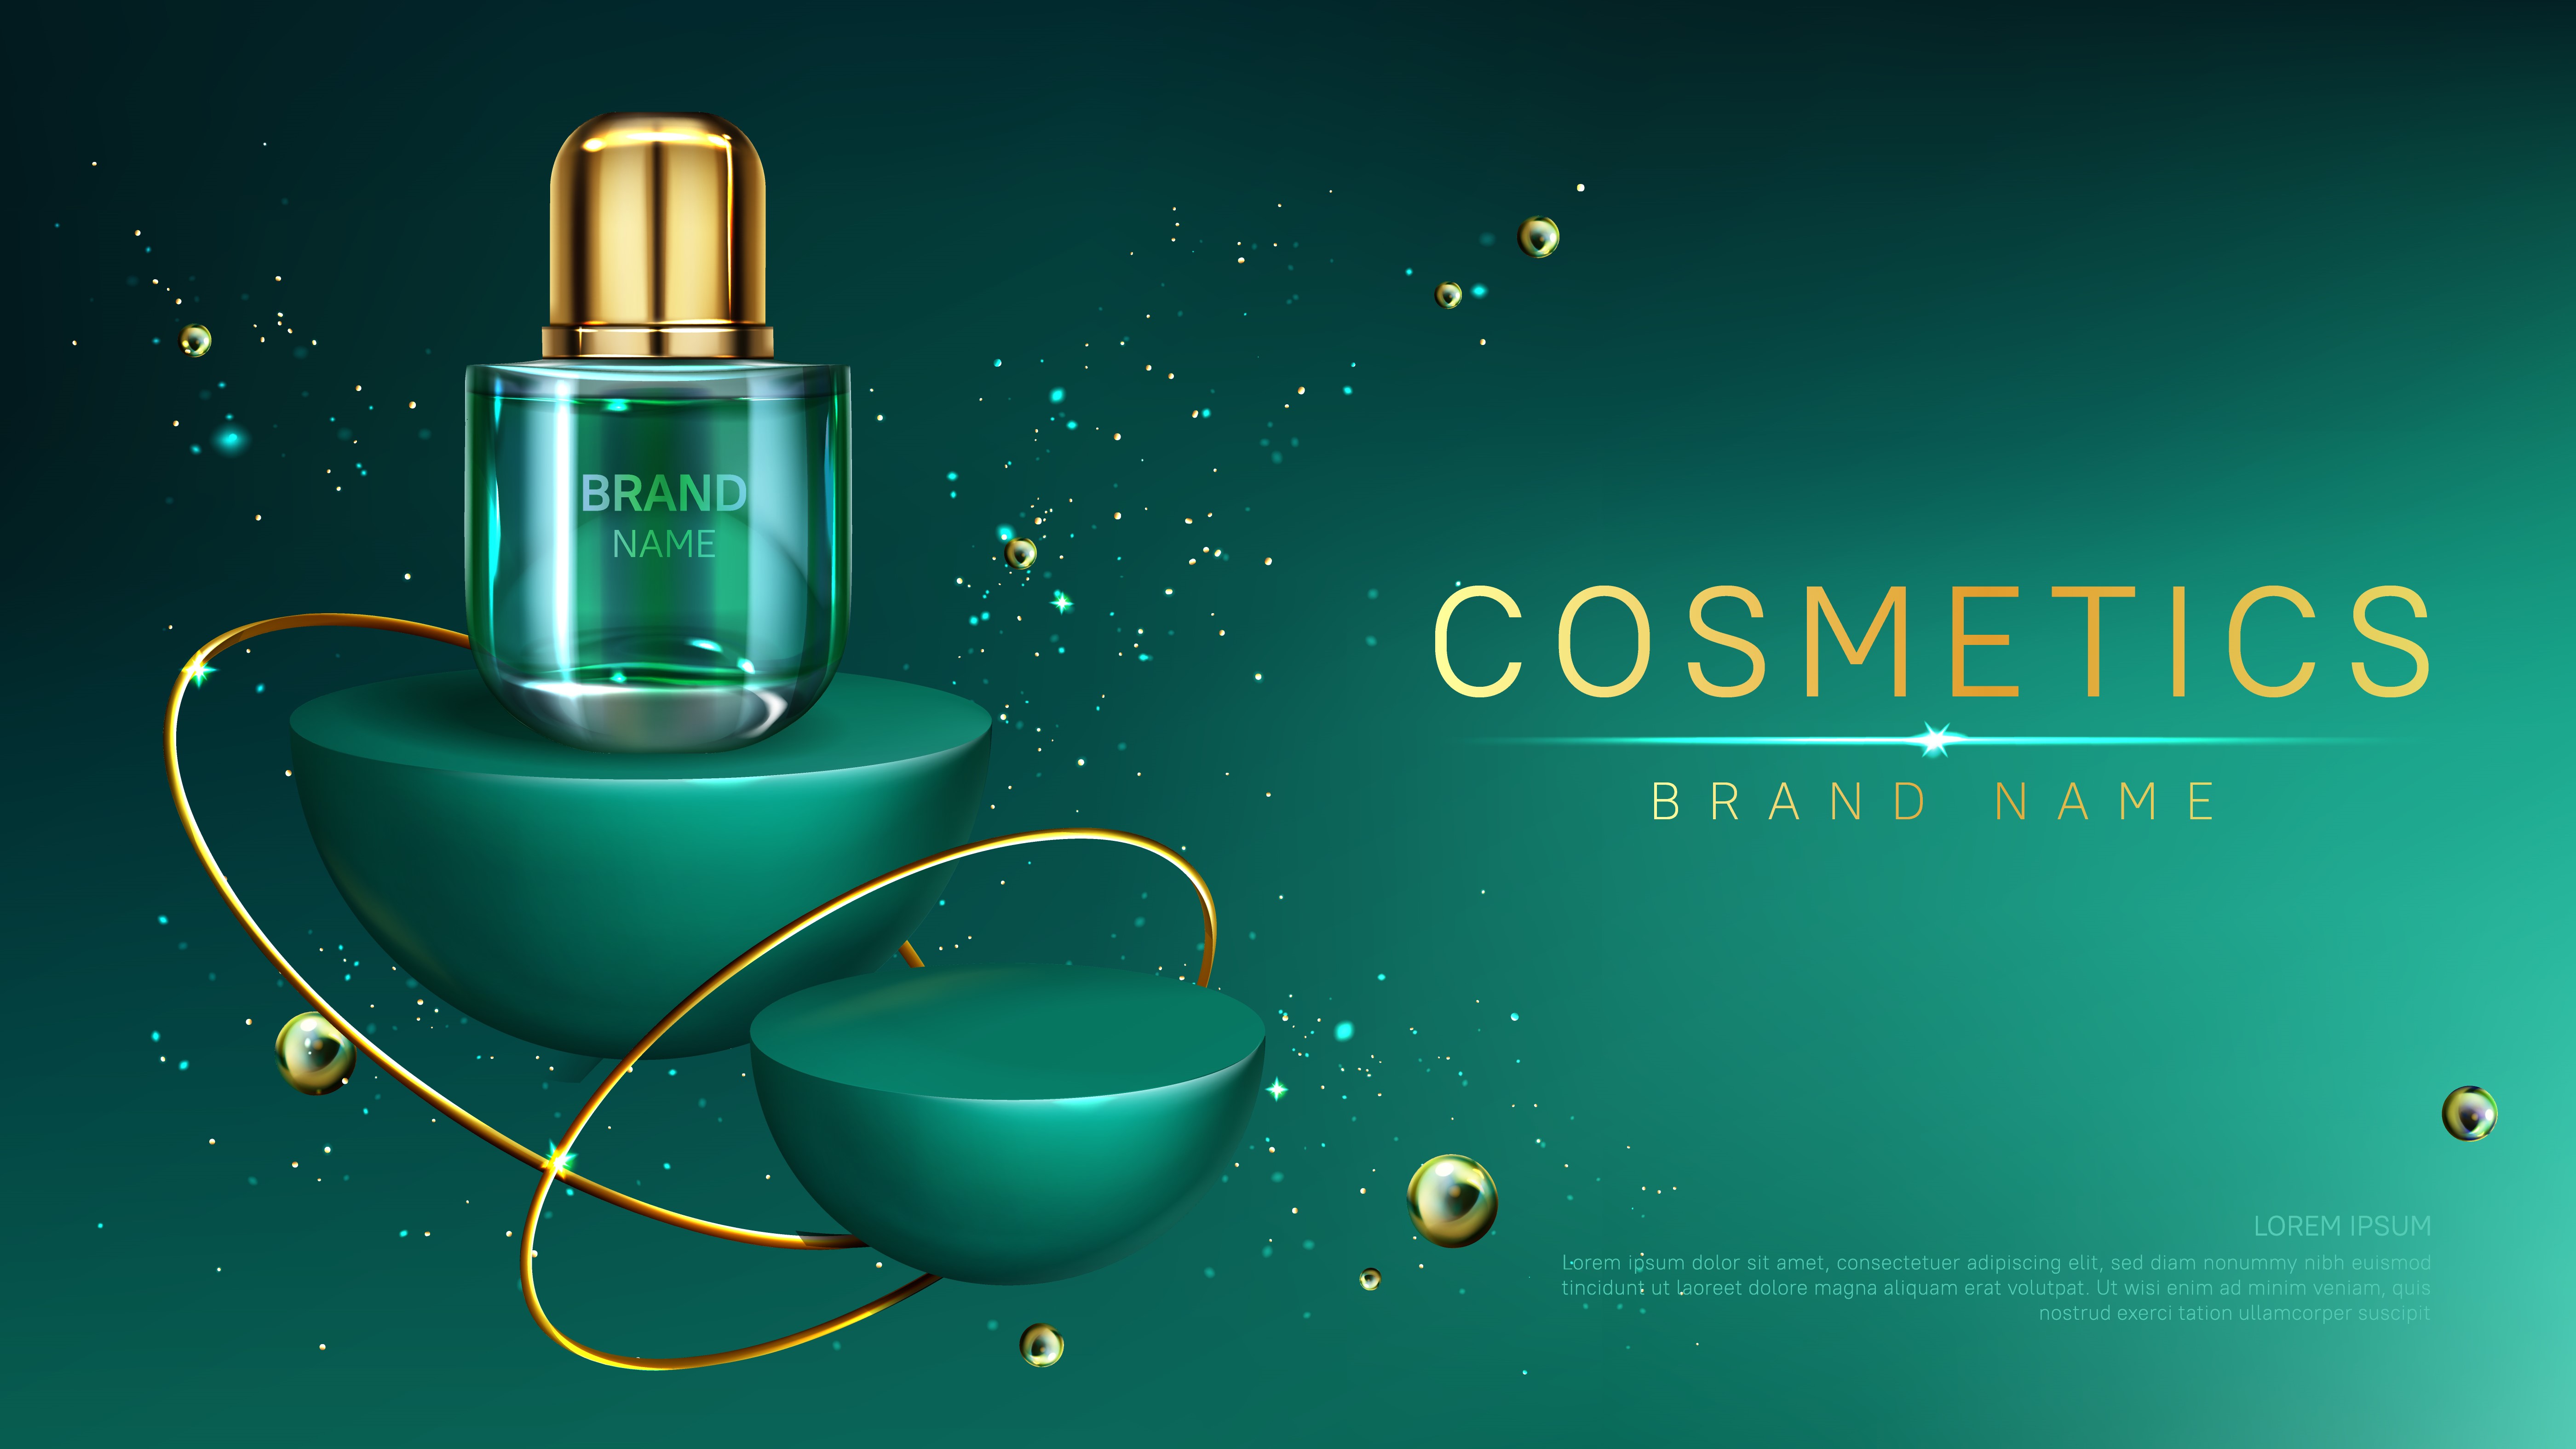 BRAND
NAME
COSMETICS
BRAND NAME
LOREM IPSUM
Lorem ipsum dolor sit amet, consectetuer adipiscing elit, sed diam nonummy nibh euismod
tincidunt ut laoreet dolore magna aliquam erat volutpat. Ut wisi enim ad minim veniam, quis
nostrud exerci tation ullamcorper suscipit